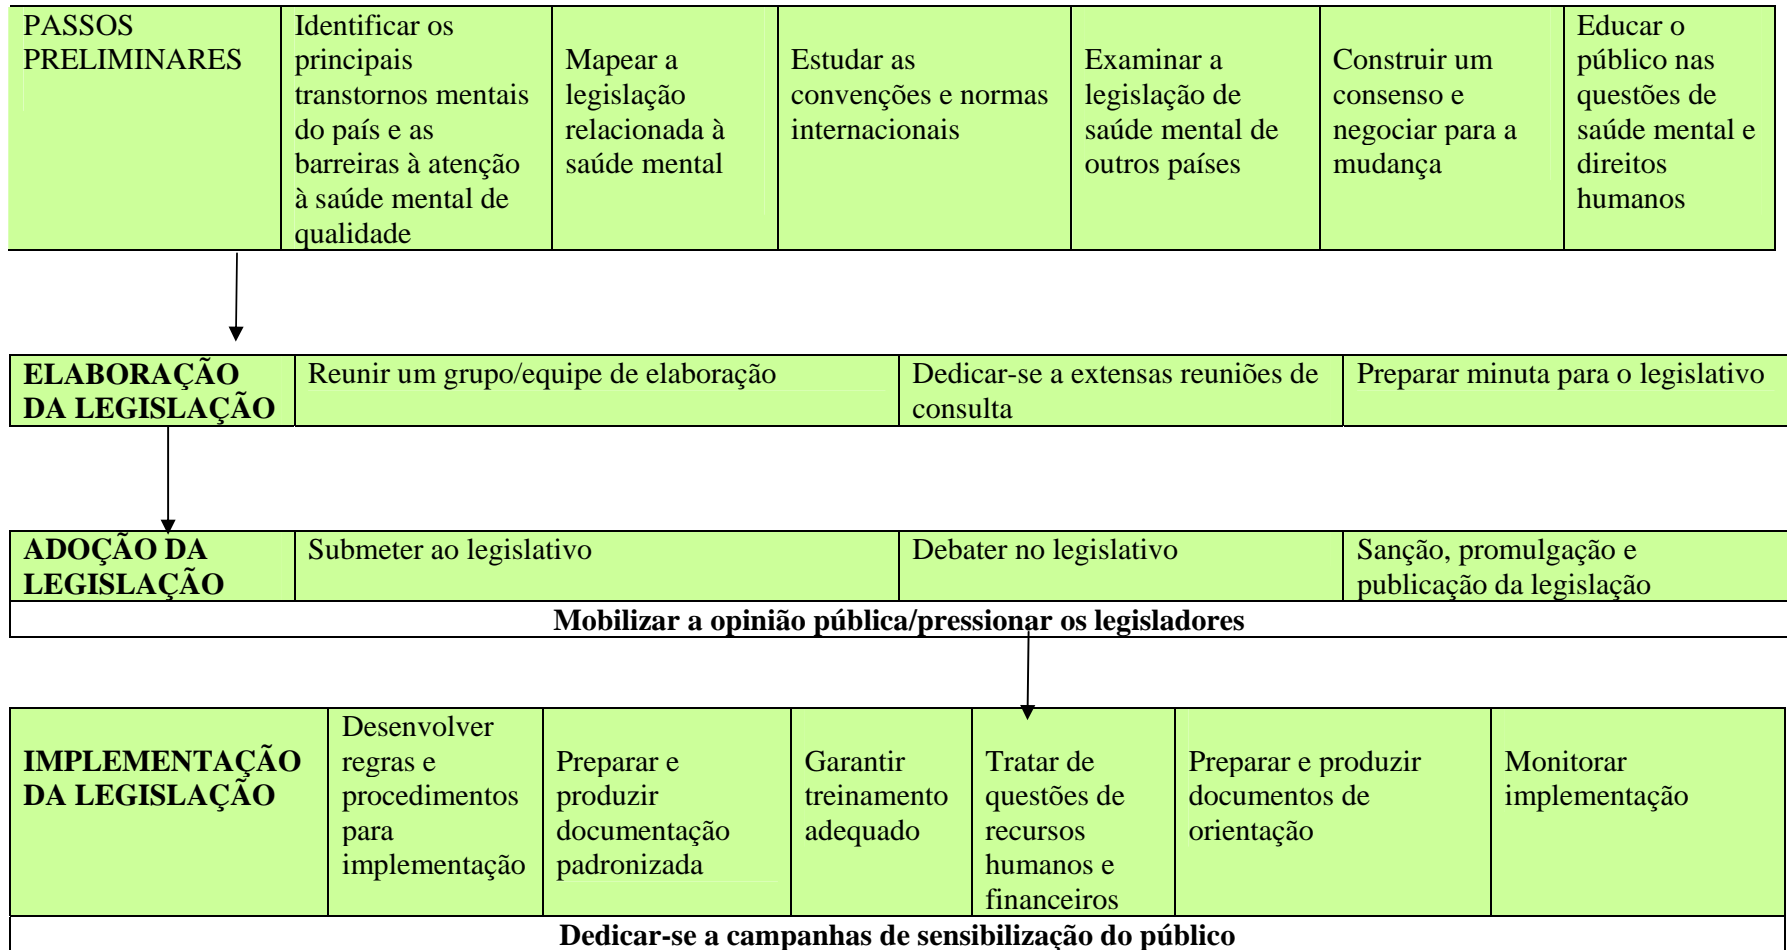 PASSOS
PRELIMINARES
Identificar os
principais
transtornos mentais
do país e as
barreiras à atenção
à saúde mental de
qualidade
Mapear a
legislação
relacionada à
saúde mental
Estudar as
convenções e normas
internacionais
Examinar a
legislação de
saúde mental de
outros países
Construir um
consenso e
negociar para a
mudança
Educar o
público nas
questões de
saúde mental e
direitos
humanos
ELABORAÇÃO
DA LEGISLAÇÃO
Reunir um grupo/equipe de elaboração
Dedicar-se a extensas reuniões de
consulta
Preparar minuta para o legislativo
ADOÇÃO DA
LEGISLAÇÃO
Submeter ao legislativo
Debater no legislativo
Sanção, promulgação e
publicação da legislação
Mobilizar a opinião pública/pressionar os legisladores
IMPLEMENTAÇÃO
DA LEGISLAÇÃO
Desenvolver
regras e
procedimentos
para
implementação
Preparar e
produzir
documentação
padronizada
Garantir
treinamento
adequado
Tratar de
questões de
recursos
humanos e
financeiros
Preparar e produzir
documentos de
orientação
Monitorar
implementação
Dedicar-se a campanhas de sensibilização do público